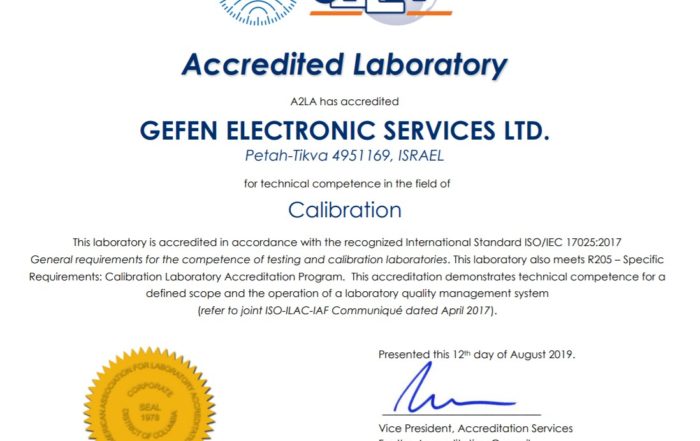 Accredited Laboratory
A2LA has accredited
GEFEN ELECTRONIC SERVICES LTD.
Petah-Tikva 4951169, ISRAEL
for technical competence in the field of
Calibration
This laboratory is accredited in accordance with the recognized International Standard ISO/IEC 17025:2017
General requirements for the competence of testing and calibration laboratories. This laboratory also meets R205 – Specific
Requirements: Calibration Laboratory Accreditation Program. This accreditation demonstrates technical competence for a
defined scope and the operation of a laboratory quality management system
(refer to joint ISO-ILAC-IAF Communiqué dated April 2017).
Presented this 12th day of August 2019.
AMERICAN ASSOCIATION FOR LABORATORY ACCREDITATION
CORPORATE
SEAL
1978
DISTRICT OF COLUMBIA
Vice President, Accreditation Services